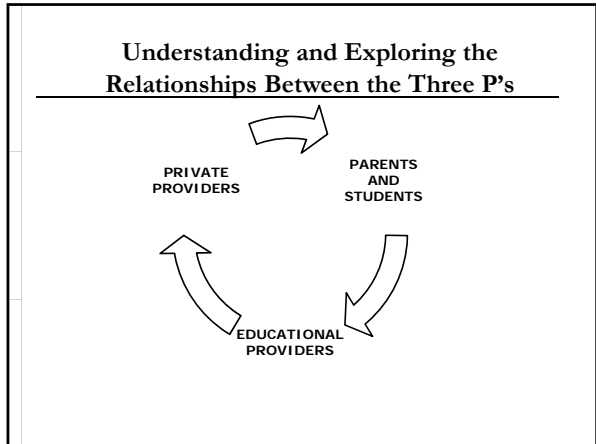 Understanding and Exploring the
Relationships Between the Three P's
PRIVATE
PROVIDERS
PARENTS
AND
STUDENTS
EDUCATIONAL
PROVIDERS